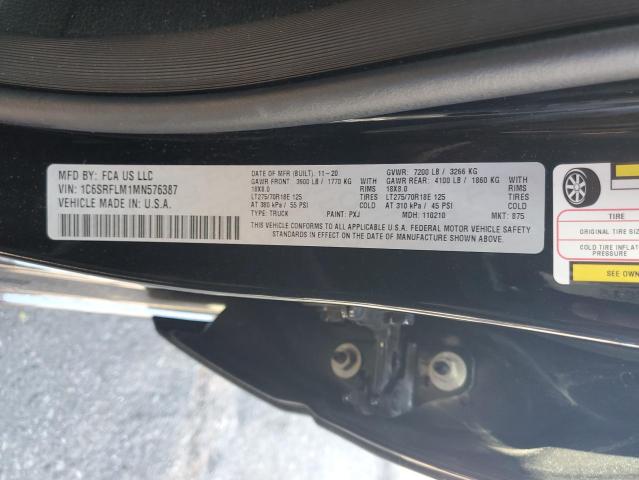 MFD BY: FCA US LLC
VIN: 1C6SRFLM1MN576387
VEHICLE MADE IN: U.S.A.
DATE OF MFR (BUILT). 11-20 GVWR: 7200 LB / 3266 KG
GAWR FRONT: 3900 LB / 1770 KG GAWR REAR: 4100 LB / 1860 KG
18X8.0 RIMS 18X8.0 RIMS
LT275/70R18E 125 TIRES LT275/70R18E 125 TIRES
AT 380 kPa / 55 PSI COLD AT 310 kPa / 45 PSI COLD
TYPE: TRUCK PAINT: PXJ MDH: 110210 MKT: 875
THIS VEHICLE CONFORMS TO ALL APPLICABLE U.S.A. FEDERAL MOTOR VEHICLE SAFETY
STANDARDS IN EFFECT ON THE DATE OF MANUFACTURE SHOWN ABOVE.
TIRE
ORIGINAL TIRE SIZ
COLD TIRE INFLAT
PRESSURE
SEE OWN